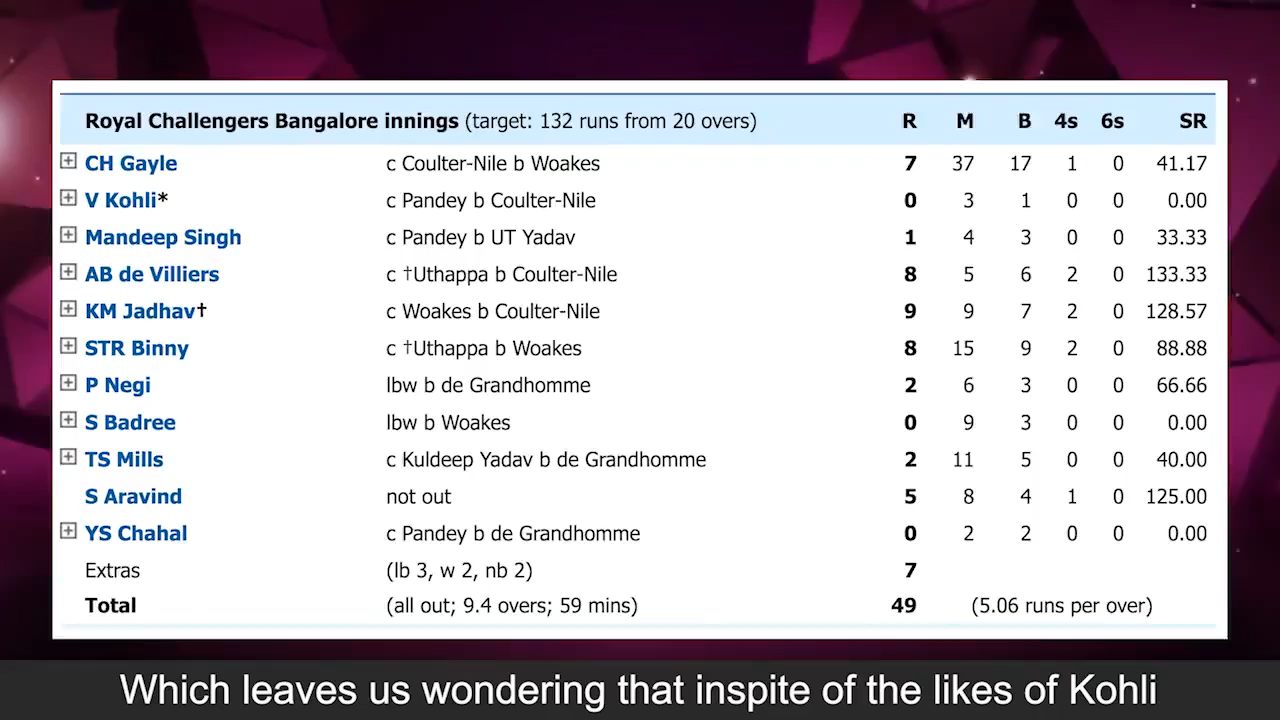 Royal Challengers Bangalore innings (target: 132 runs from 20 overs) R M B 4s 6s SR
CH Gayle c Coulter-Nile b Woakes 7 37 17 1 0 41.17
V Kohli* c Pandey b Coulter-Nile 0 3 1 0 0 0.00
Mandeep Singh c Pandey b UT Yadav 1 4 3 0 0 33.33
AB de Villiers c †Uthappa b Coulter-Nile 8 5 6 2 0 133.33
KM Jadhav† c Woakes b Coulter-Nile 9 9 7 2 0 128.57
STR Binny c †Uthappa b Woakes 8 15 9 2 0 88.88
P Negi lbw b de Grandhomme 2 6 3 0 0 66.66
S Badree lbw b Woakes 0 9 3 0 0 0.00
TS Mills c Kuldeep Yadav b de Grandhomme 2 11 5 0 0 40.00
S Aravind not out 5 8 4 1 0 125.00
YS Chahal c Pandey b de Grandhomme 0 2 2 0 0 0.00
Extras (lb 3, w 2, nb 2) 7
Total (all out; 9.4 overs; 59 mins) 49 (5.06 runs per over)
Which leaves us wondering that inspite of the likes of Kohli